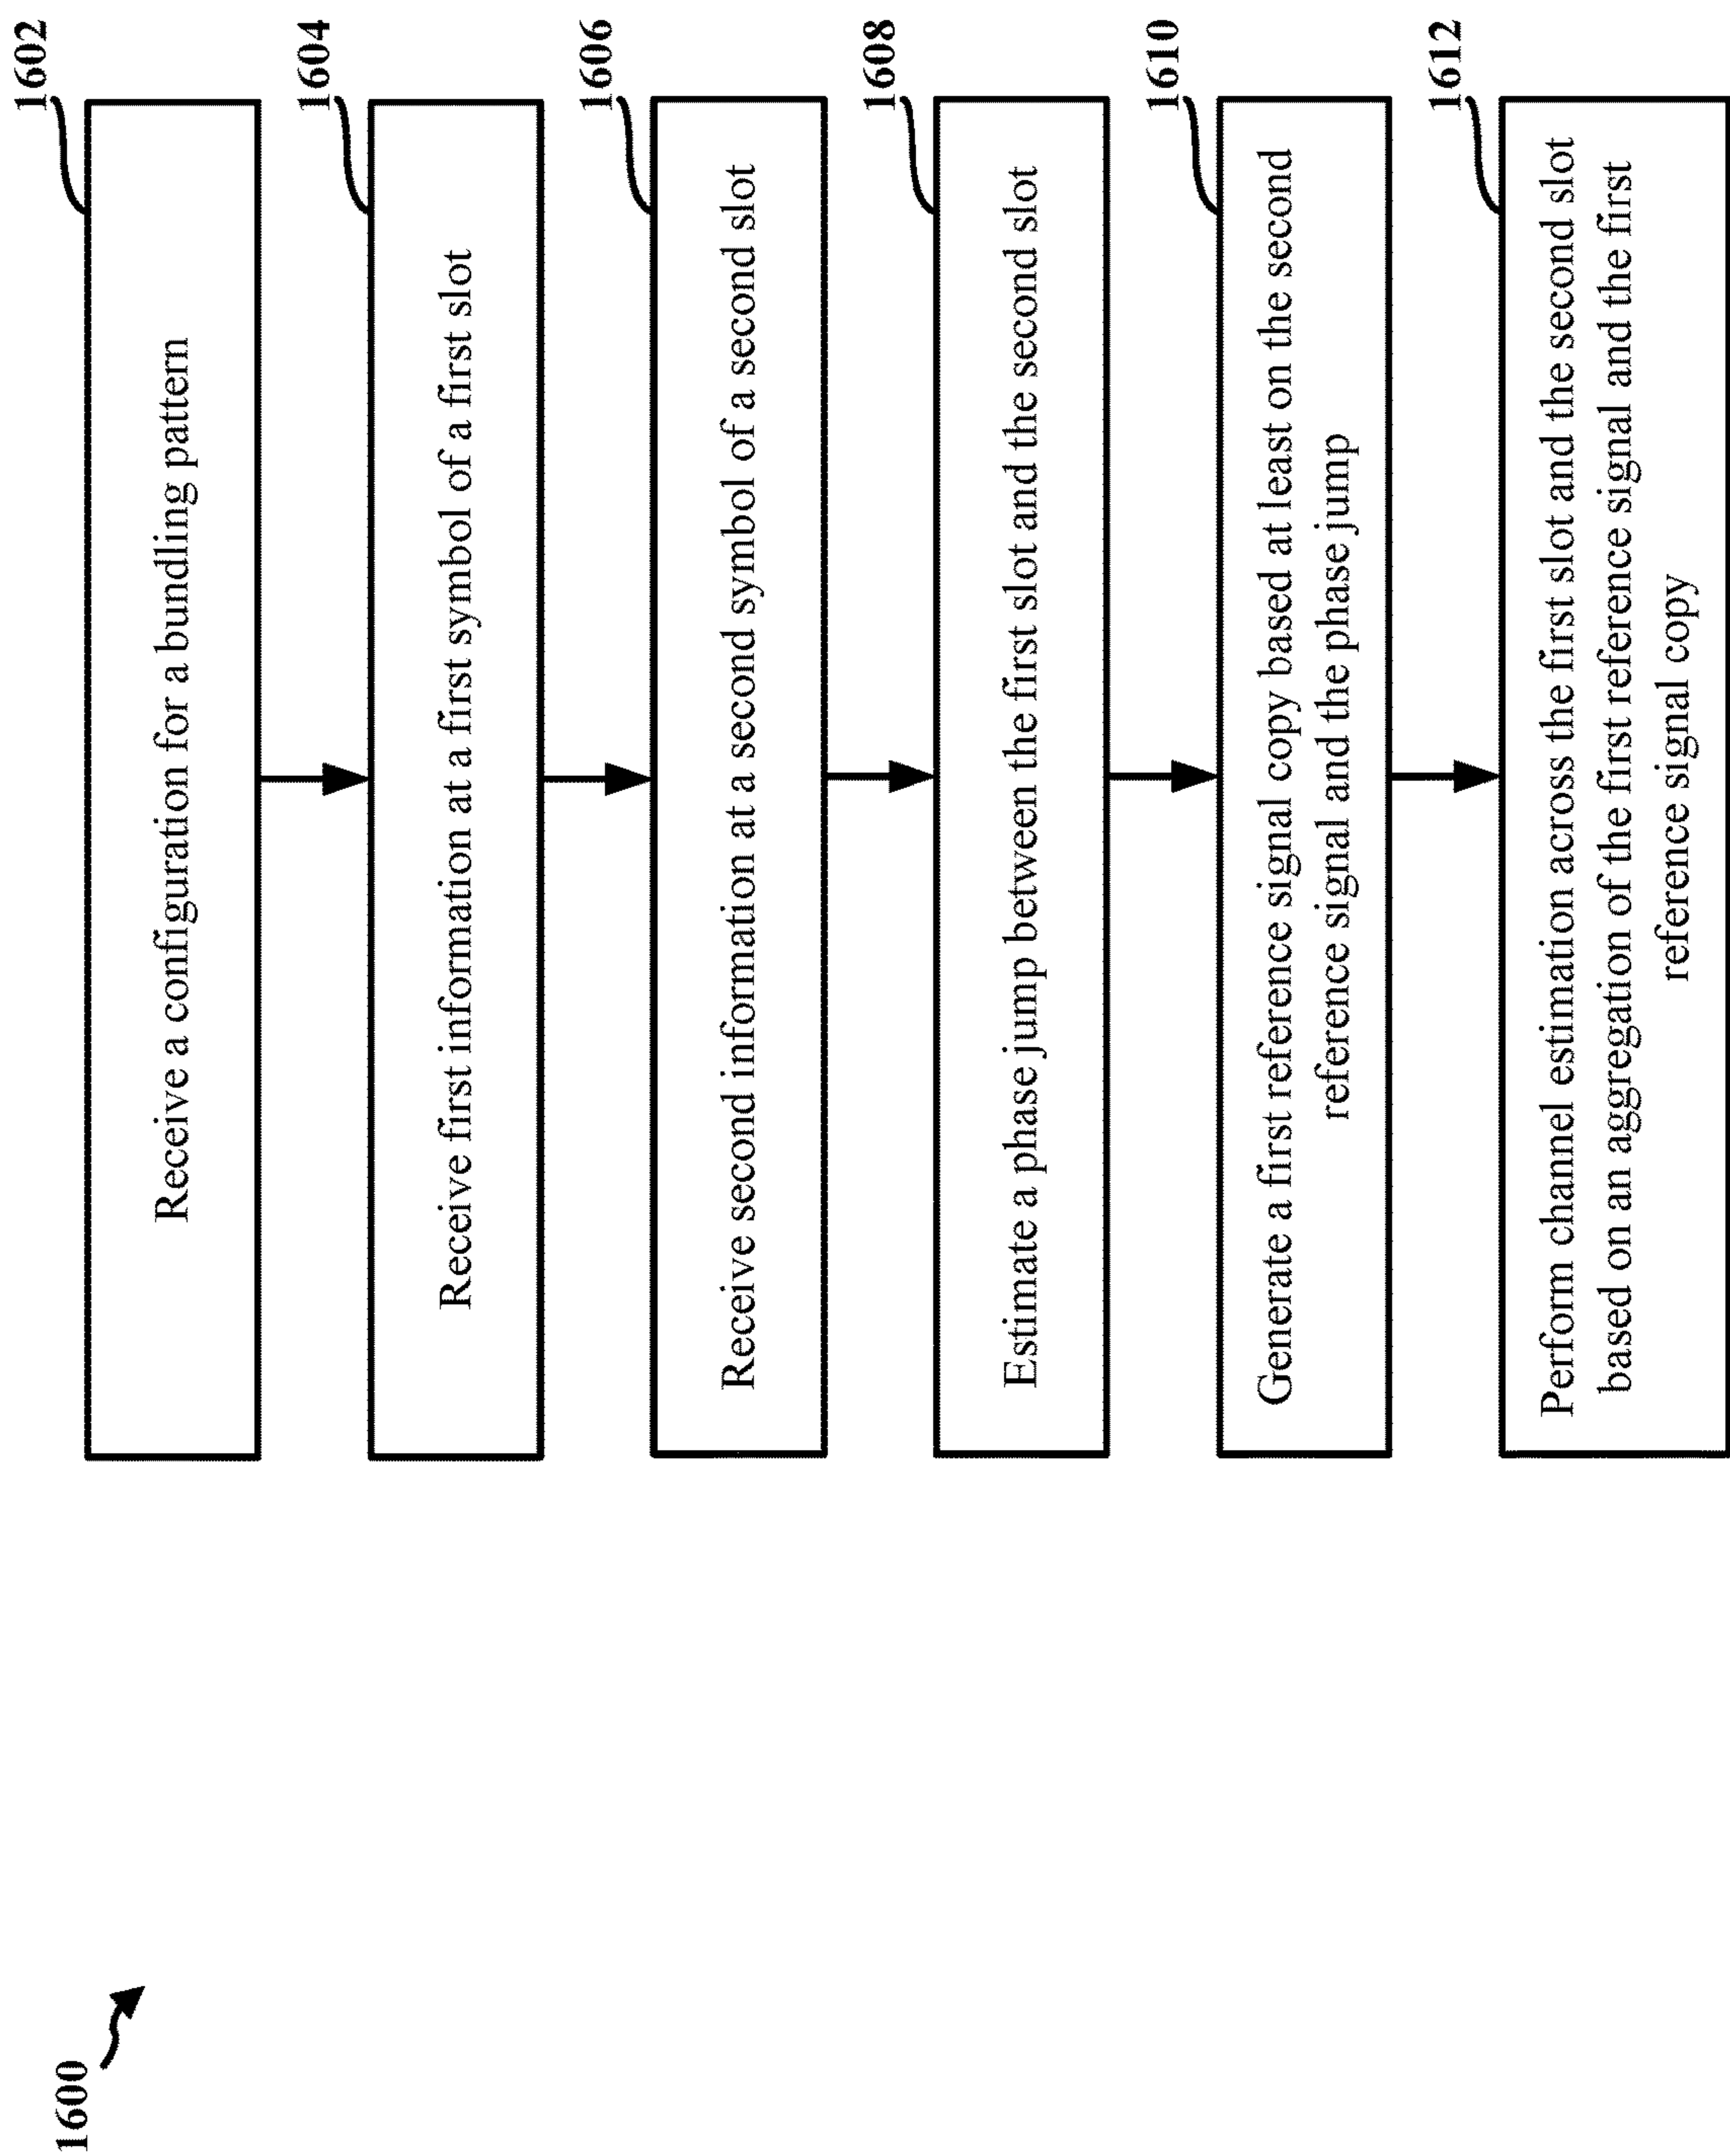 1600
1602
Receive a configuration for a bundling pattern
1604
Receive first information at a first symbol of a first slot
1606
Receive second information at a second symbol of a second slot
1608
Estimate a phase jump between the first slot and the second slot
1610
Generate a first reference signal copy based at least on the second
reference signal and the phase jump
1612
Perform channel estimation across the first slot and the second slot
based on an aggregation of the first reference signal and the first
reference signal copy